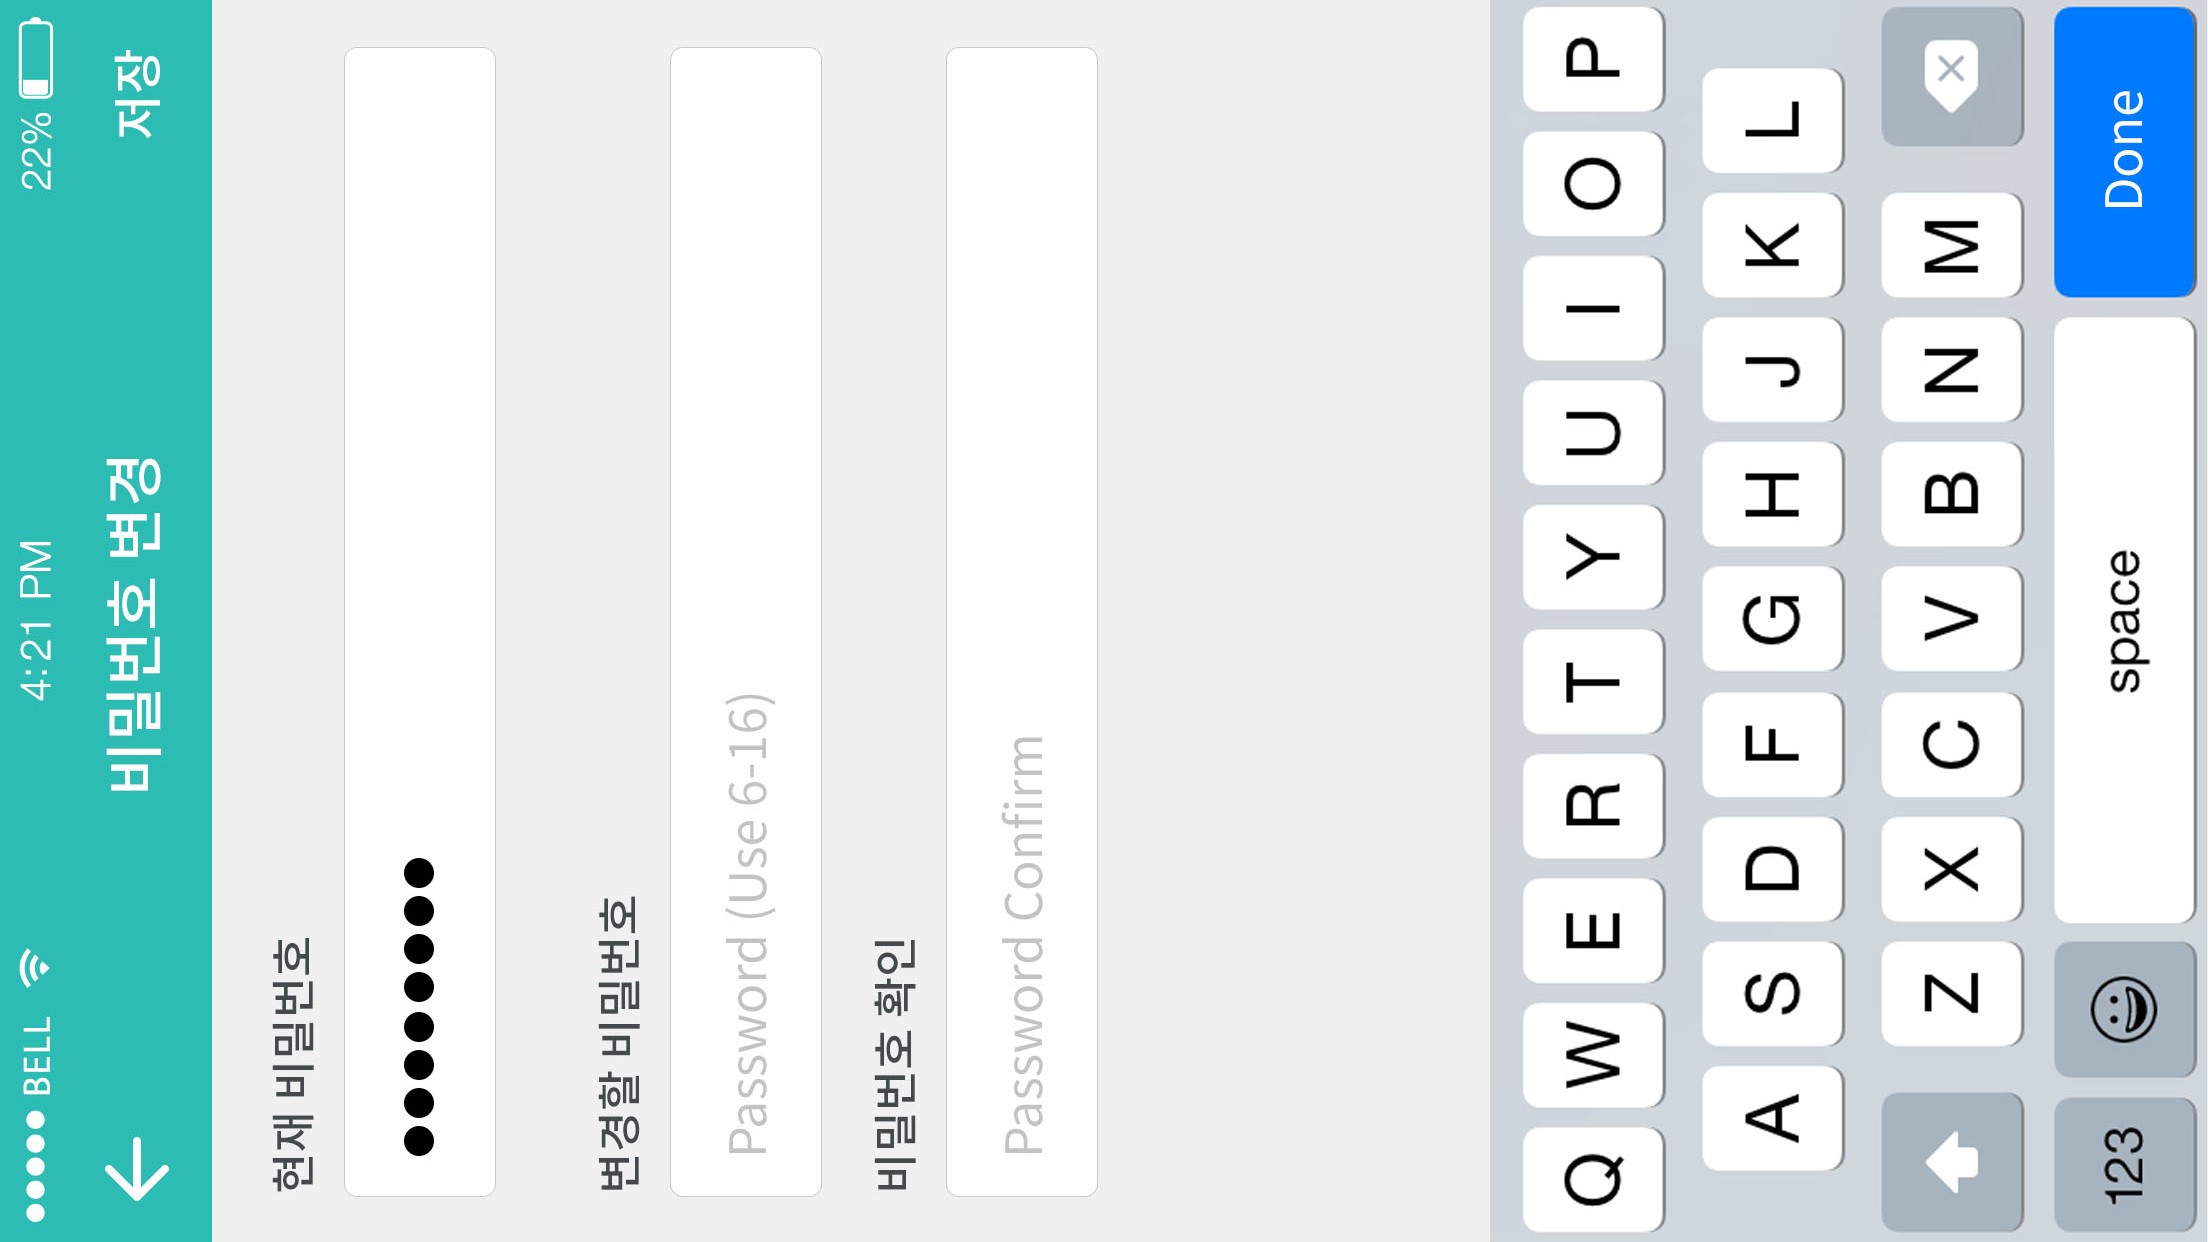 BELL 4:21 PM 22%
비밀번호 변경 저장
현재 비밀번호
변경할 비밀번호
Password (Use 6-16)
비밀번호 확인
Password Confirm
Q W E R T Y U I O P
A S D F G H J K L
Z X C V B N M
123 space Done